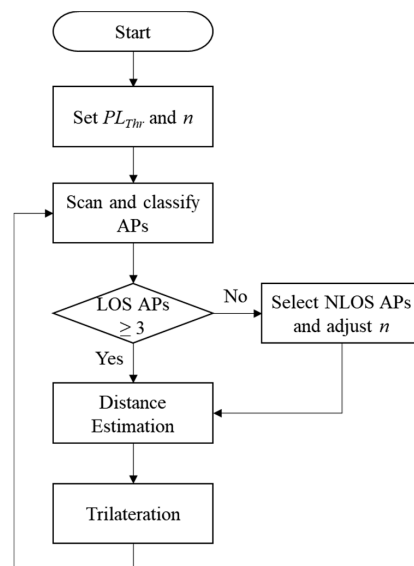 Start
Set PL_Thr and n
Scan and classify
APs
LOS APs
≥ 3
No
Select NLOS APs
and adjust n
Yes
Distance
Estimation
Trilateration